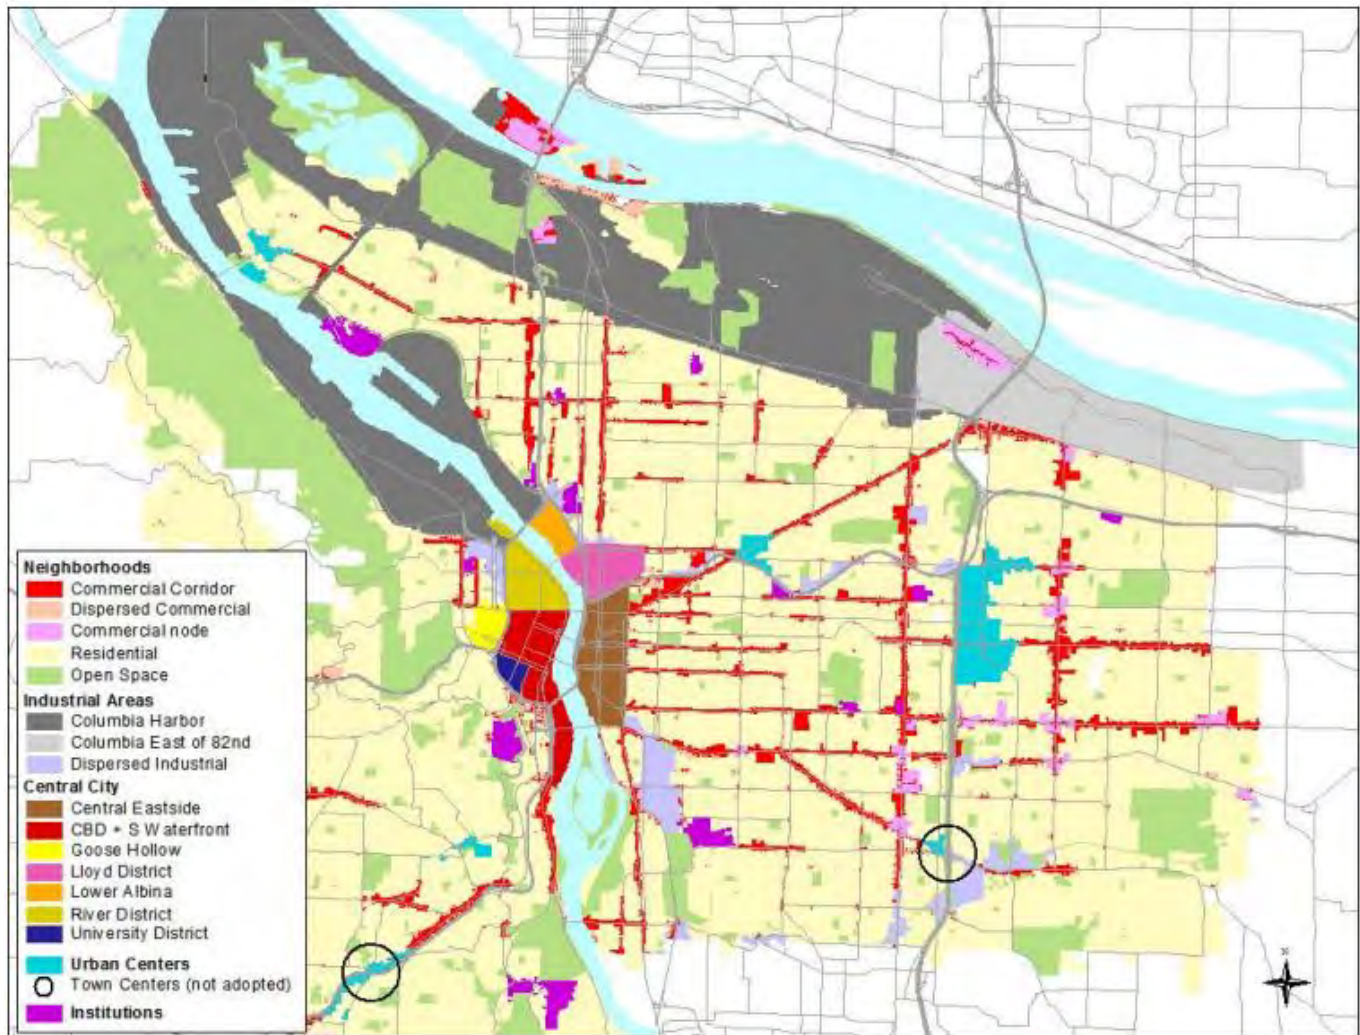 Neighborhoods
Commercial Corridor
Dispersed Commercial
Commercial node
Residential
Open Space
Industrial Areas
Columbia Harbor
Columbia East of 82nd
Dispersed Industrial
Central City
Central Eastside
CBD + S Waterfront
Goose Hollow
Lloyd District
Lower Albina
River District
University District
Urban Centers
Town Centers (not adopted)
Institutions